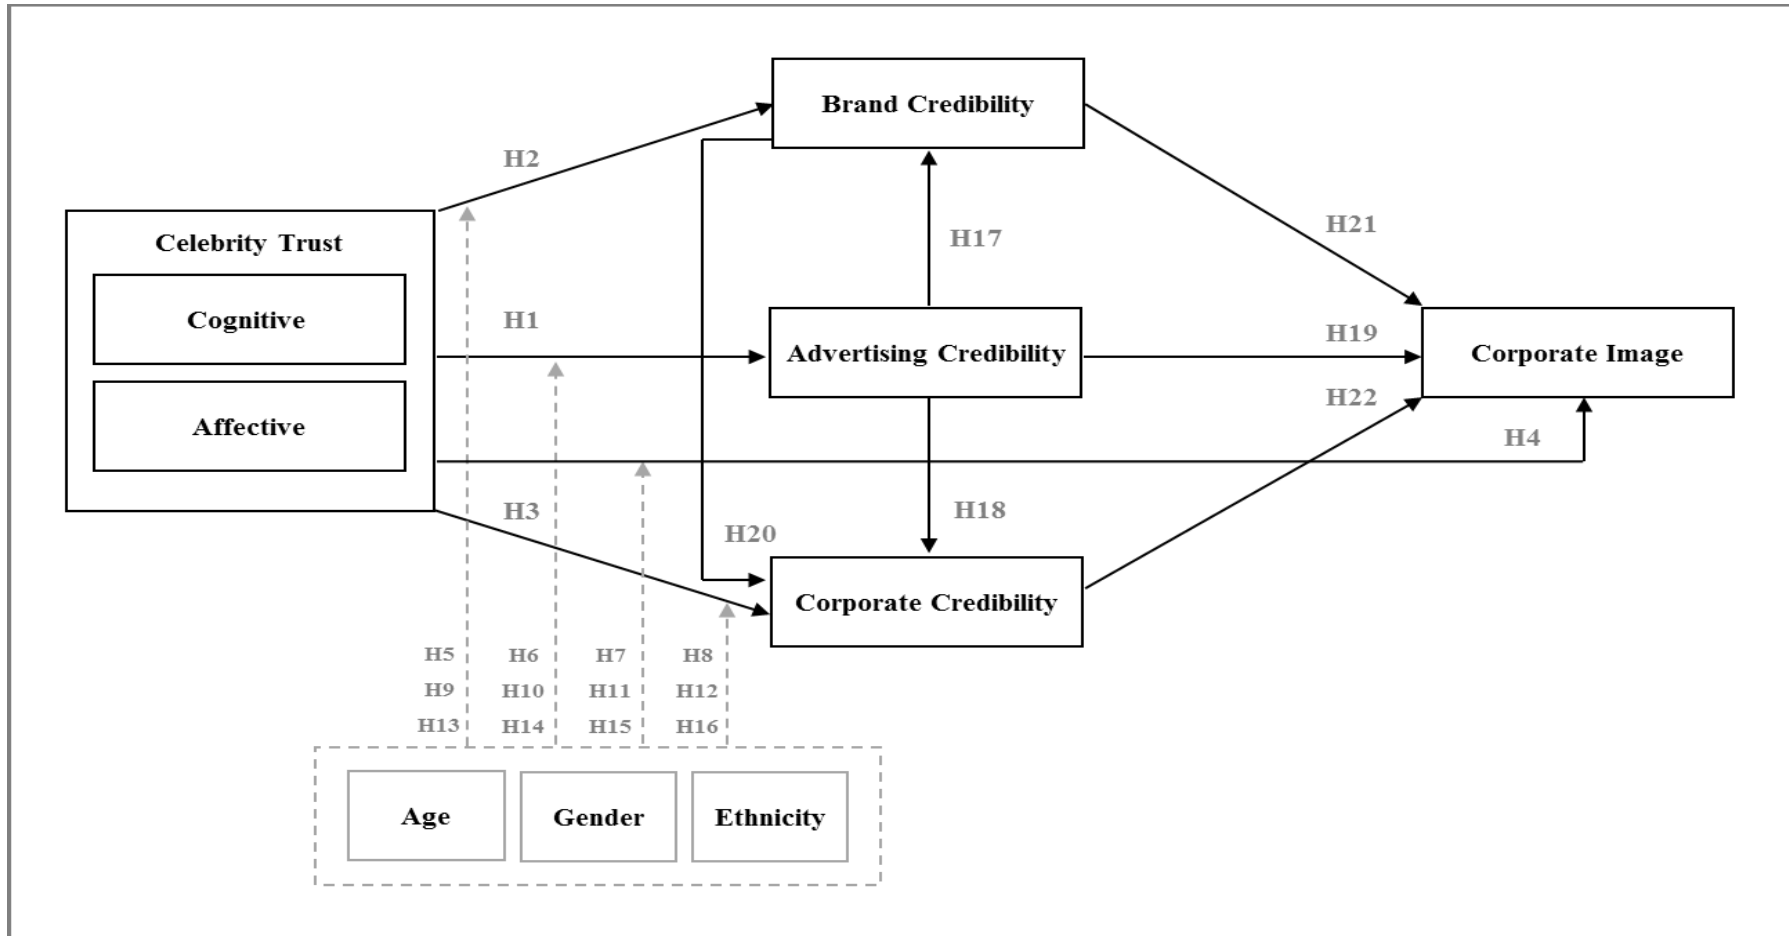 Brand Credibility
H2
H17
H21
Celebrity Trust
Cognitive
H1
Advertising Credibility
H19
Corporate Image
Affective
H22
H4
H3
H18
H20
Corporate Credibility
H5
H9
H13
H6
H10
H14
H7
H11
H15
H8
H12
H16
Age
Gender
Ethnicity